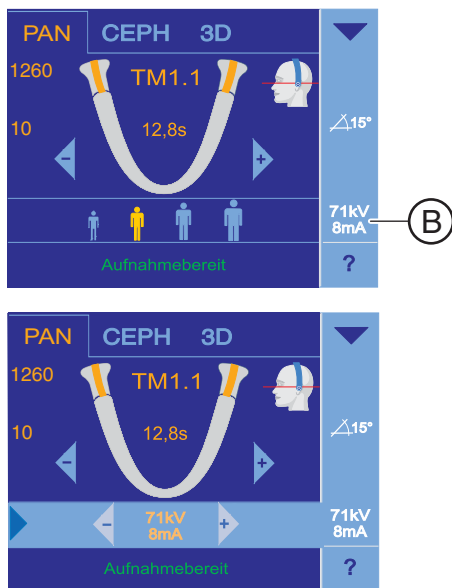 PAN CEPH 3D
1260
TM1.1
10
12,8s
- +
15°
71kV
8mA
B
Aufnahmebereit
?
PAN CEPH 3D
1260
TM1.1
10
12,8s
- +
15°
- 71kV + 71kV
8mA 8mA
Aufnahmebereit
?